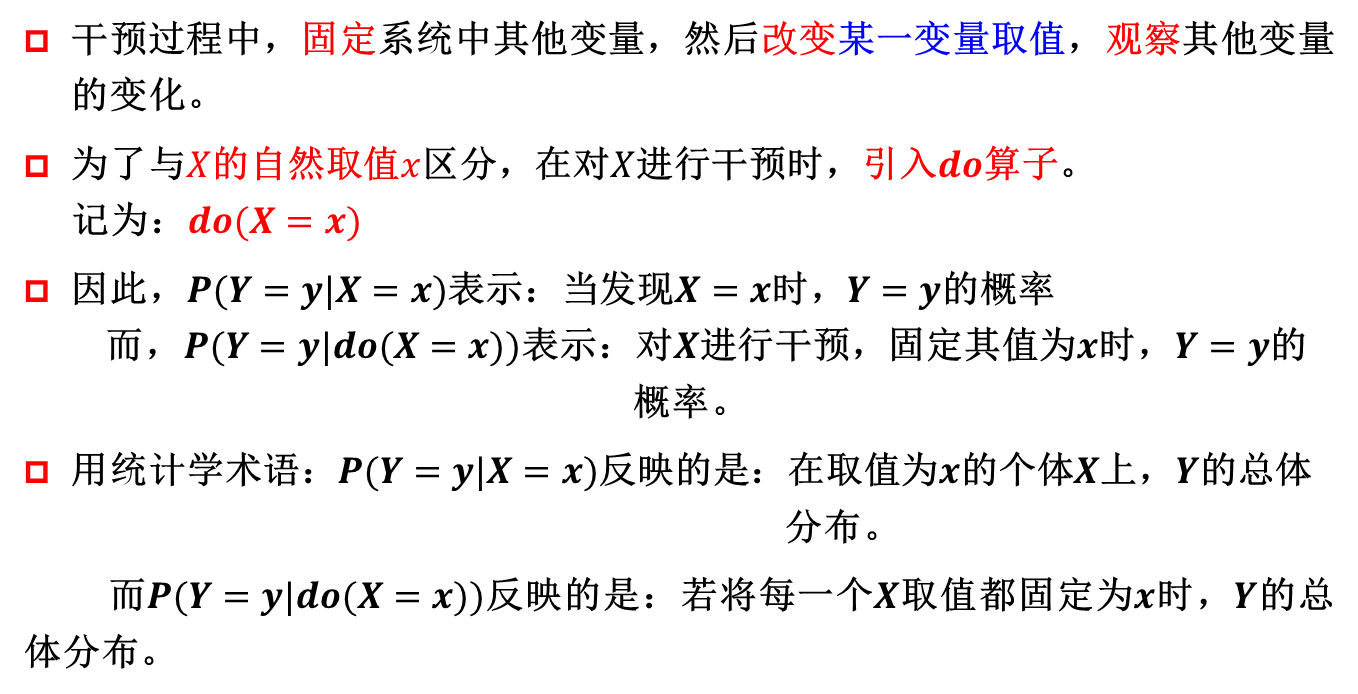 干预过程中，固定系统中其他变量，然后改变某一变量取值，观察其他变量
的变化。
为了与X的自然取值x区分，在对X进行干预时，引入do算子。
记为：do(X = x)
因此，P(Y = y|X = x)表示：当发现X = x时，Y = y的概率
而，P(Y = y|do(X = x))表示：对X进行干预，固定其值为x时，Y = y的
概率。
用统计学术语：P(Y = y|X = x)反映的是：在取值为x的个体X上，Y的总体
分布。
而P(Y = y|do(X = x))反映的是：若将每一个X取值都固定为x时，Y的总
体分布。